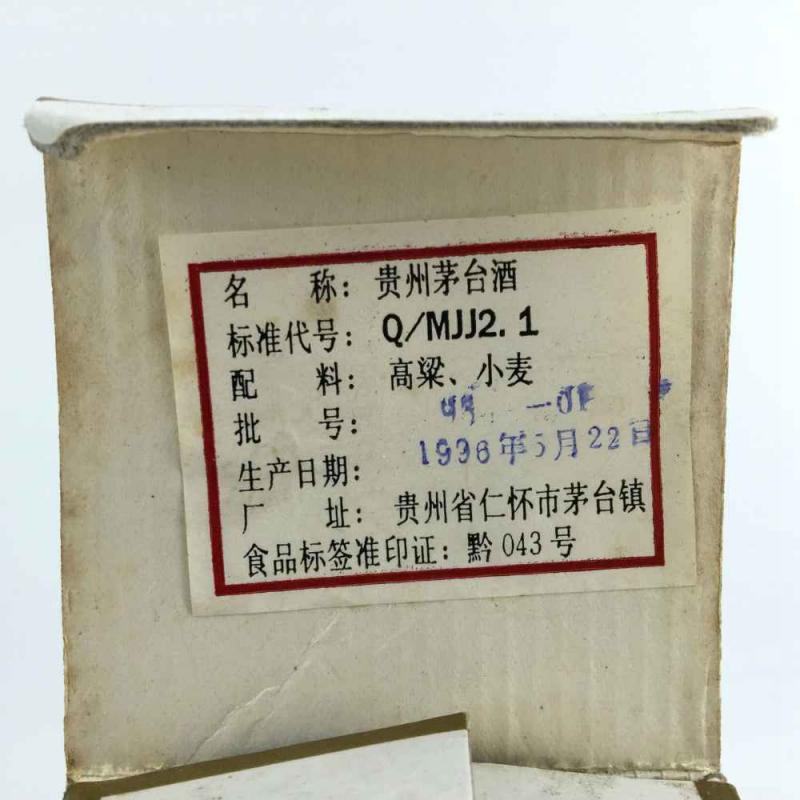 名 称：贵州茅台酒
标准代号：Q/MJJ2.1
配 料：高粱、小麦
批 号：
生产日期：1996年5月22日
厂 址：贵州省仁怀市茅台镇
食品标签准印证：黔043号